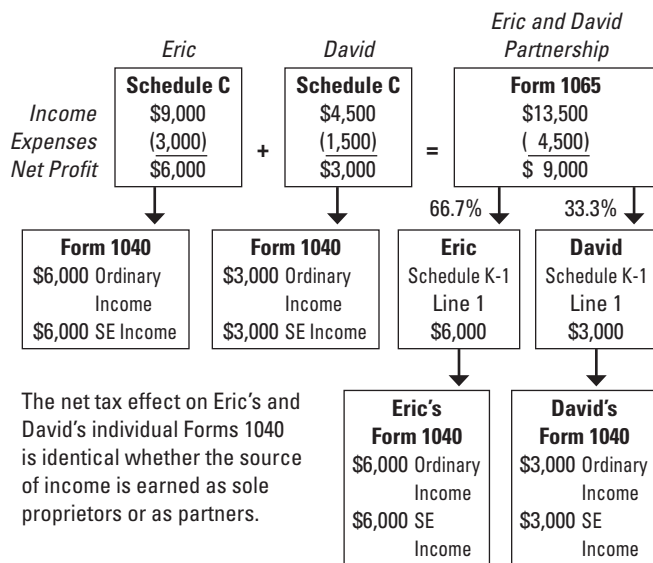 Eric
David
Eric and David
Partnership
Income
Expenses
Net Profit
Schedule C
$9,000
(3,000)
$6,000
+
Schedule C
$4,500
(1,500)
$3,000
=
Form 1065
$13,500
( 4,500)
$ 9,000
66.7%
33.3%
Form 1040
$6,000 Ordinary
Income
$6,000 SE Income
Form 1040
$3,000 Ordinary
Income
$3,000 SE Income
Eric
Schedule K-1
Line 1
$6,000
David
Schedule K-1
Line 1
$3,000
The net tax effect on Eric's and
David's individual Forms 1040
is identical whether the source
of income is earned as sole
proprietors or as partners.
Eric's
Form 1040
$6,000 Ordinary
Income
$6,000 SE
Income
David's
Form 1040
$3,000 Ordinary
Income
$3,000 SE
Income